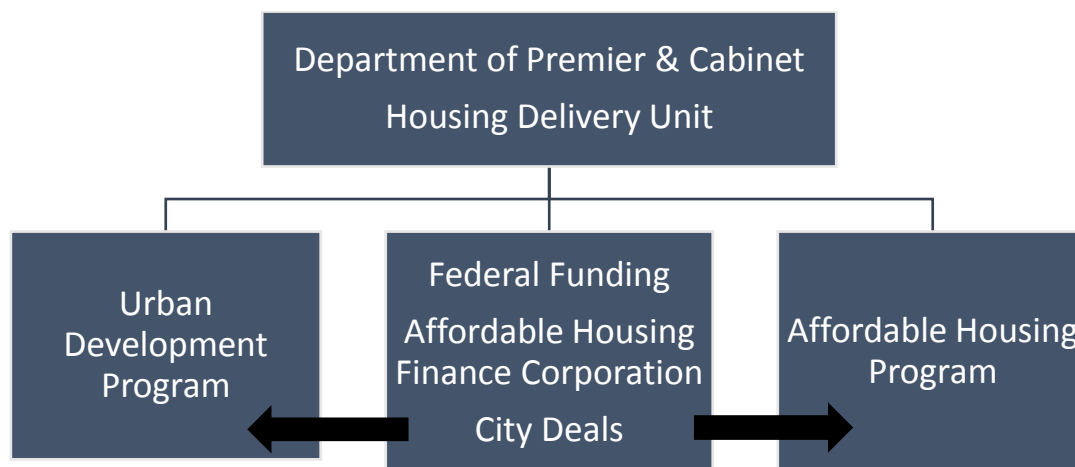 Department of Premier & Cabinet
Housing Delivery Unit
Urban
Development
Program
Federal Funding
Affordable Housing
Finance Corporation
City Deals
Affordable Housing
Program